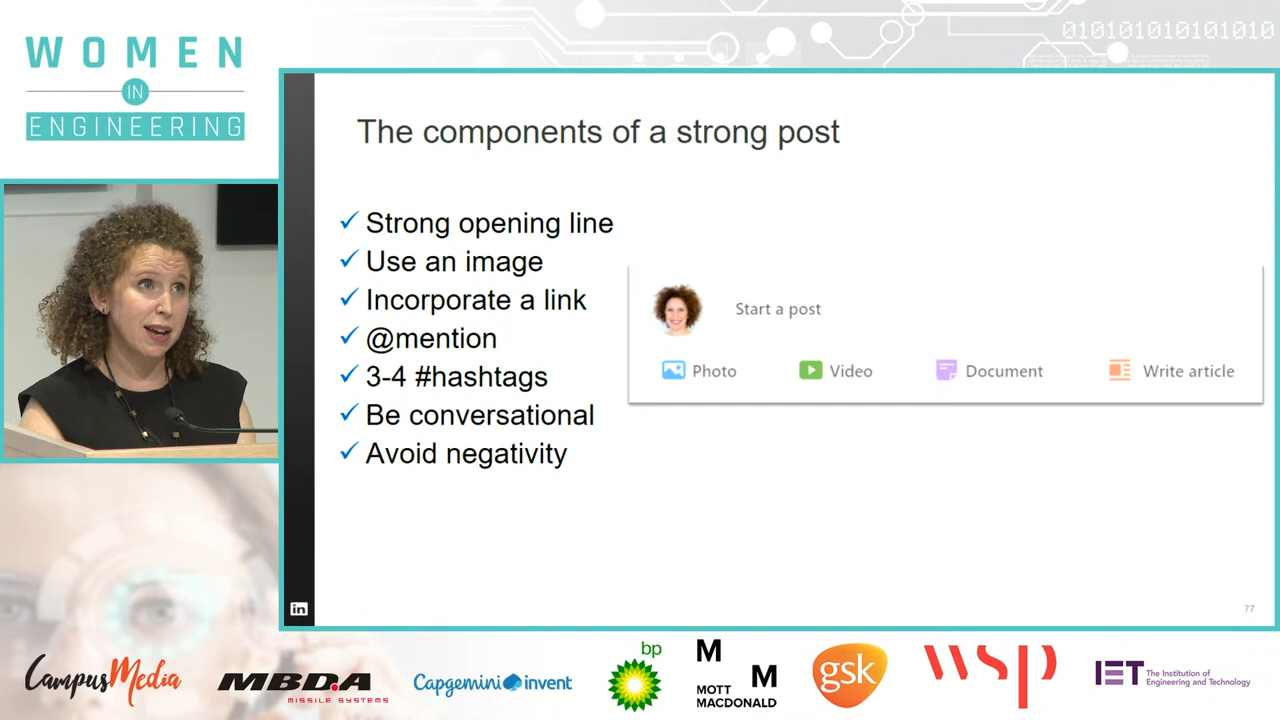 WOMEN
IN
ENGINEERING
010101010101010
The components of a strong post
✓ Strong opening line
✓ Use an image
✓ Incorporate a link
✓ @mention
✓ 3-4 #hashtags
✓ Be conversational
✓ Avoid negativity
Start a post
Photo
Video
Document
Write article
in
77
CampusMedia
MBDA
MISSILE SYSTEMS
Capgemini invent
bp
M
M
MOTT
MACDONALD
gsk
wsp
IET
The Institution of
Engineering and Technology